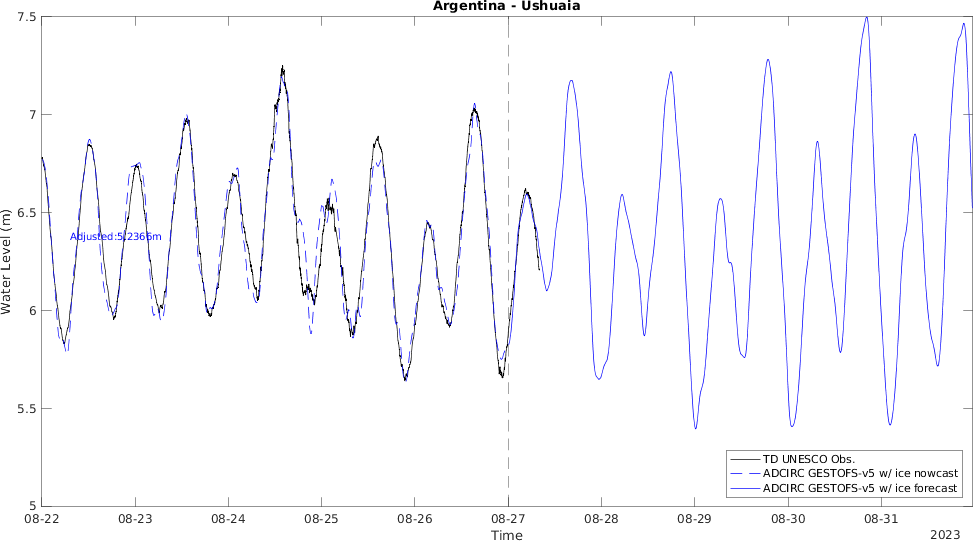 Argentina - Ushuaia
7.5
7
6.5
6
5.5
5
Water Level (m)
Adjusted:5.2366m
TD UNESCO Obs.
ADCIRC GESTOFS-v5 w/ ice nowcast
ADCIRC GESTOFS-v5 w/ ice forecast
08-22 08-23 08-24 08-25 08-26 08-27 08-28 08-29 08-30 08-31
Time
2023